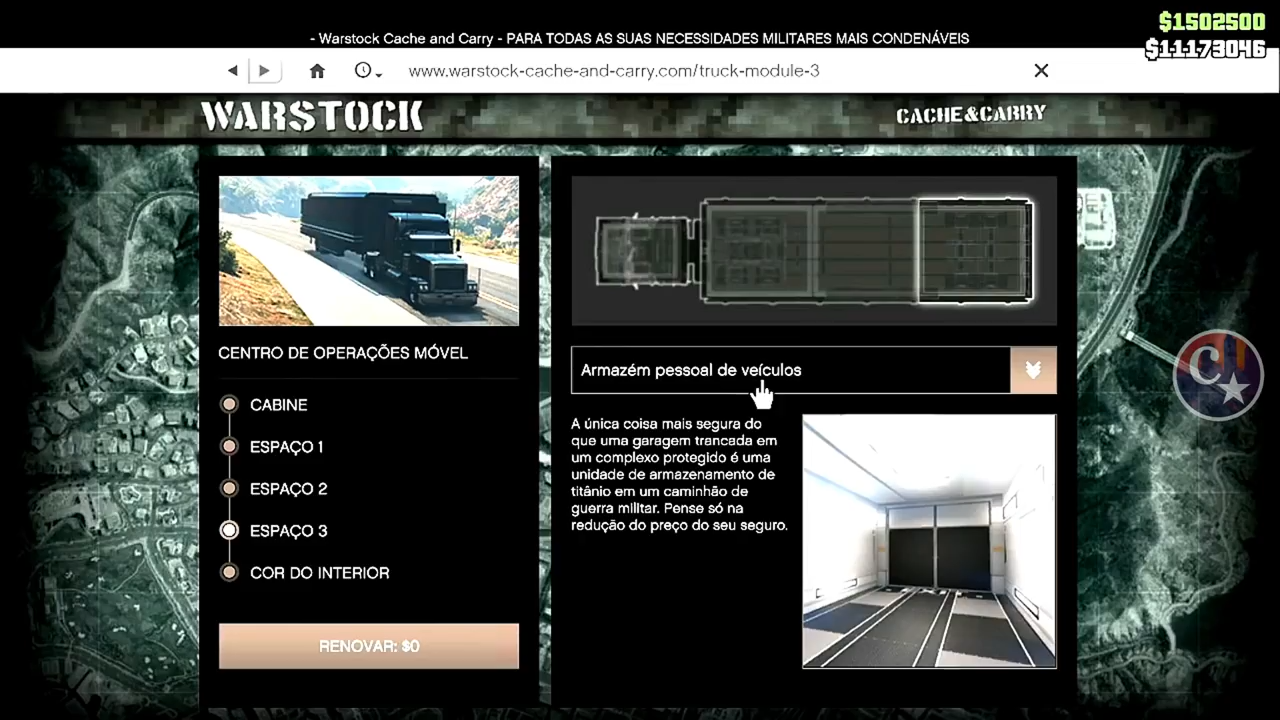 $1502500
- Warstock Cache and Carry - PARA TODAS AS SUAS NECESSIDADES MILITARES MAIS CONDENÁVEIS
$11173046
www.warstock-cache-and-carry.com/truck-module-3
WARSTOCK
CACHE&CARRY
CENTRO DE OPERAÇÕES MÓVEL
CABINE
ESPAÇO 1
ESPAÇO 2
ESPAÇO 3
COR DO INTERIOR
RENOVAR: $0
Armazém pessoal de veículos
A única coisa mais segura do
que uma garagem trancada em
um complexo protegido é uma
unidade de armazenamento de
titânio em um caminhão de
guerra militar. Pense só na
redução do preço do seu seguro.
C